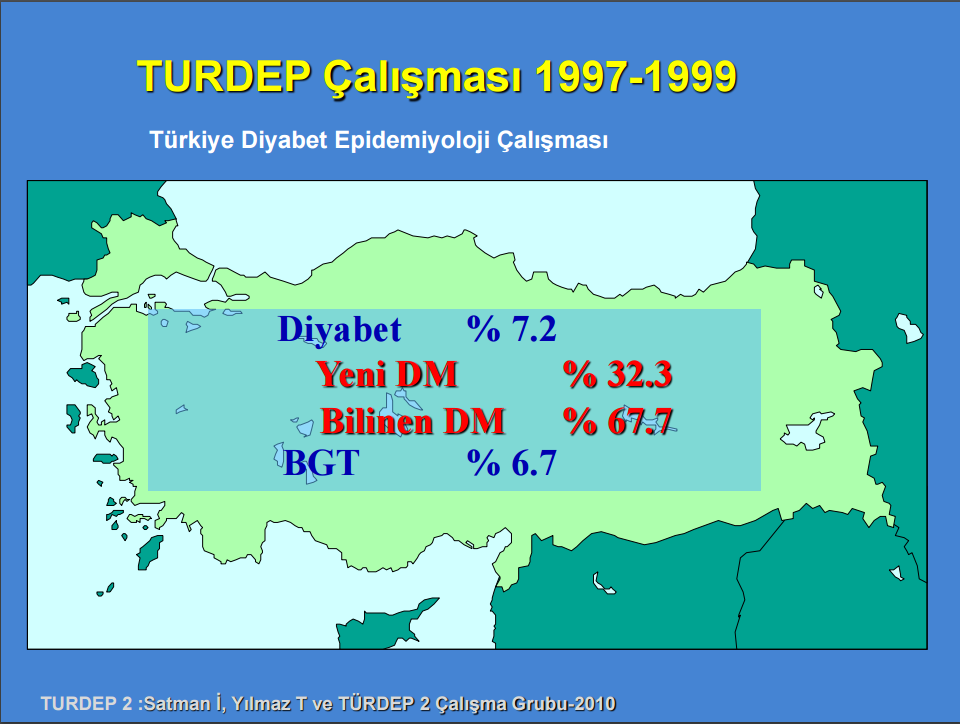 TURDEP Çalışması 1997-1999
Türkiye Diyabet Epidemiyoloji Çalışması
Diyabet % 7.2
Yeni DM % 32.3
Bilinen DM % 67.7
BGT % 6.7
TURDEP 2 :Satman İ, Yılmaz T ve TÜRDEP 2 Çalışma Grubu-2010